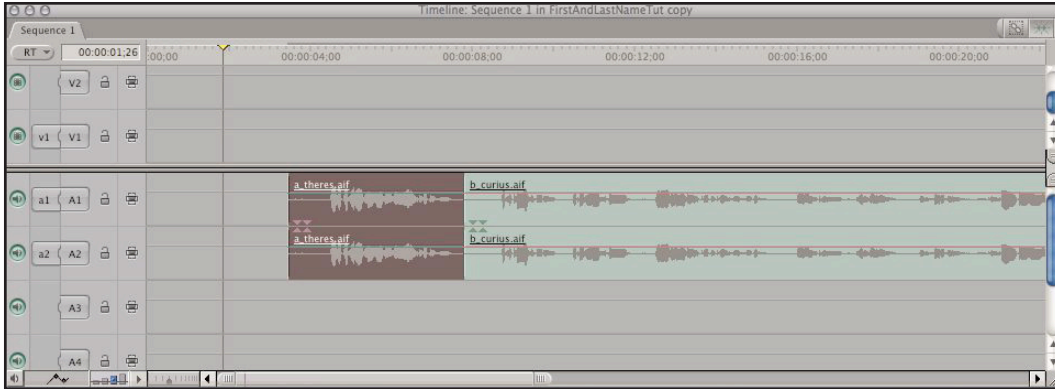 Timeline: Sequence 1 in FirstAndLastNameTut copy
Sequence 1
RT 00:00:01;26 :00;00 00:00:04;00 00:00:08;00 00:00:12;00 00:00:16;00 00:00:20;00
V2
v1 V1
a_theres.aif b_curius.aif
a1 A1
a_theres.aif b_curius.aif
a2 A2
A3
A4